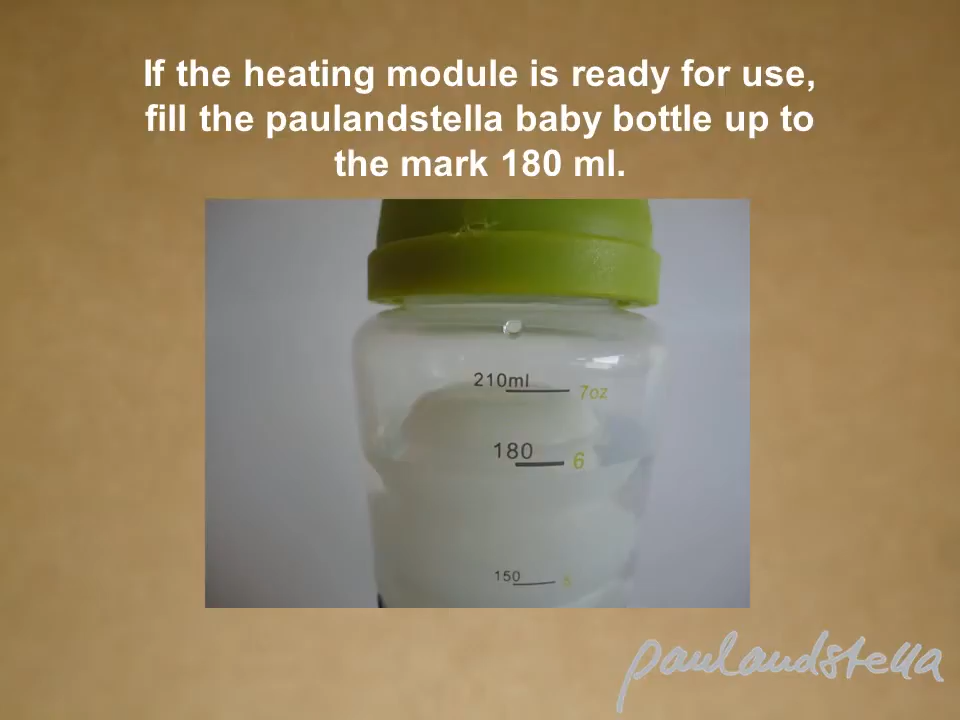 If the heating module is ready for use,
fill the paulandstella baby bottle up to
the mark 180 ml.
210ml 7oz
180 6
150 5
paulandstella